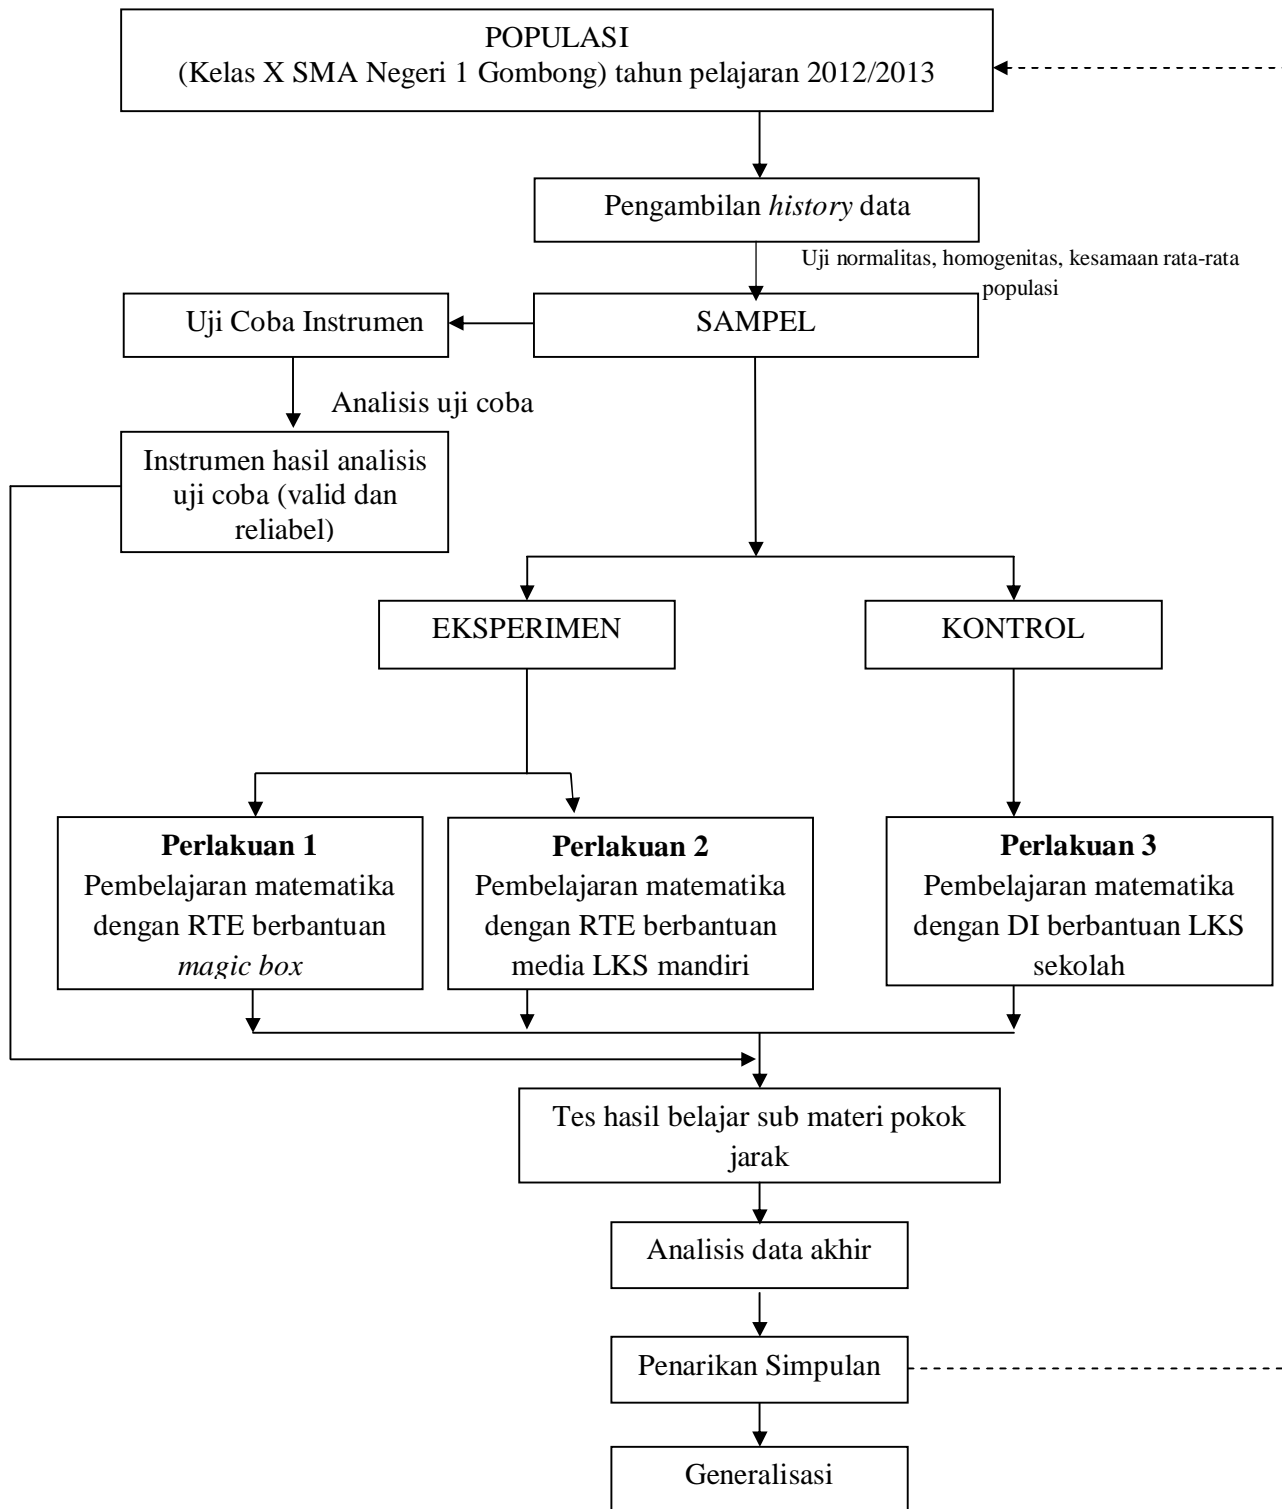 POPULASI
(Kelas X SMA Negeri 1 Gombong) tahun pelajaran 2012/2013
Pengambilan history data
Uji normalitas, homogenitas, kesamaan rata-rata
populasi
Uji Coba Instrumen
SAMPEL
Analisis uji coba
Instrumen hasil analisis
uji coba (valid dan
reliabel)
EKSPERIMEN
KONTROL
Perlakuan 1
Pembelajaran matematika
dengan RTE berbantuan
magic box
Perlakuan 2
Pembelajaran matematika
dengan RTE berbantuan
media LKS mandiri
Perlakuan 3
Pembelajaran matematika
dengan DI berbantuan LKS
sekolah
Tes hasil belajar sub materi pokok
jarak
Analisis data akhir
Penarikan Simpulan
Generalisasi